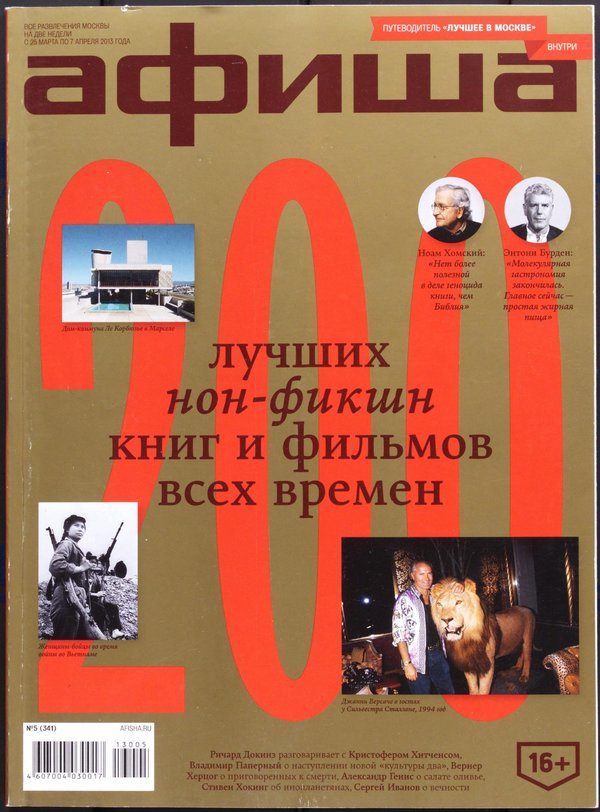 ВСЕ РАЗВЛЕЧЕНИЯ МОСКВЫ
НА ДВЕ НЕДЕЛИ
С 25 МАРТА ПО 7 АПРЕЛЯ 2013 ГОДА
ПУТЕВОДИТЕЛЬ «ЛУЧШЕЕ В МОСКВЕ»
ВНУТРИ
афиша
200
Ноам Хомский:
«Нет более
полезной
в деле геноцида
книги, чем
Библия»
Энтони Бурден:
«Молекулярная
гастрономия
закончилась.
Главное сейчас —
простая жирная
пища»
Дом-коммуна Ле Корбюзье в Марселе
лучших
нон-фикшн
книг и фильмов
всех времен
Женщины-бойцы во время
войны во Вьетнаме
Джанни Версаче в гостях
у Сильвестра Сталлоне, 1994 год
№5 (341)
AFISHA.RU
13005
4 607004 030017
16+
Ричард Докинз разговаривает с Кристофером Хитченсом,
Владимир Паперный о наступлении новой «культуры два», Вернер
Херцог о приговоренных к смерти, Александр Генис о салате оливье,
Стивен Хокинг об инопланетянах, Сергей Иванов о вечности